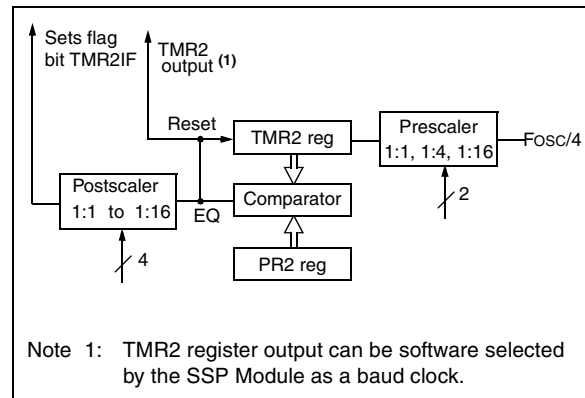 Sets flag
bit TMR2IF
TMR2
output (1)
Reset
TMR2 reg
Prescaler
1:1, 1:4, 1:16
FOSC/4
2
Postscaler
1:1 to 1:16
EQ
Comparator
4
PR2 reg
Note 1: TMR2 register output can be software selected
by the SSP Module as a baud clock.